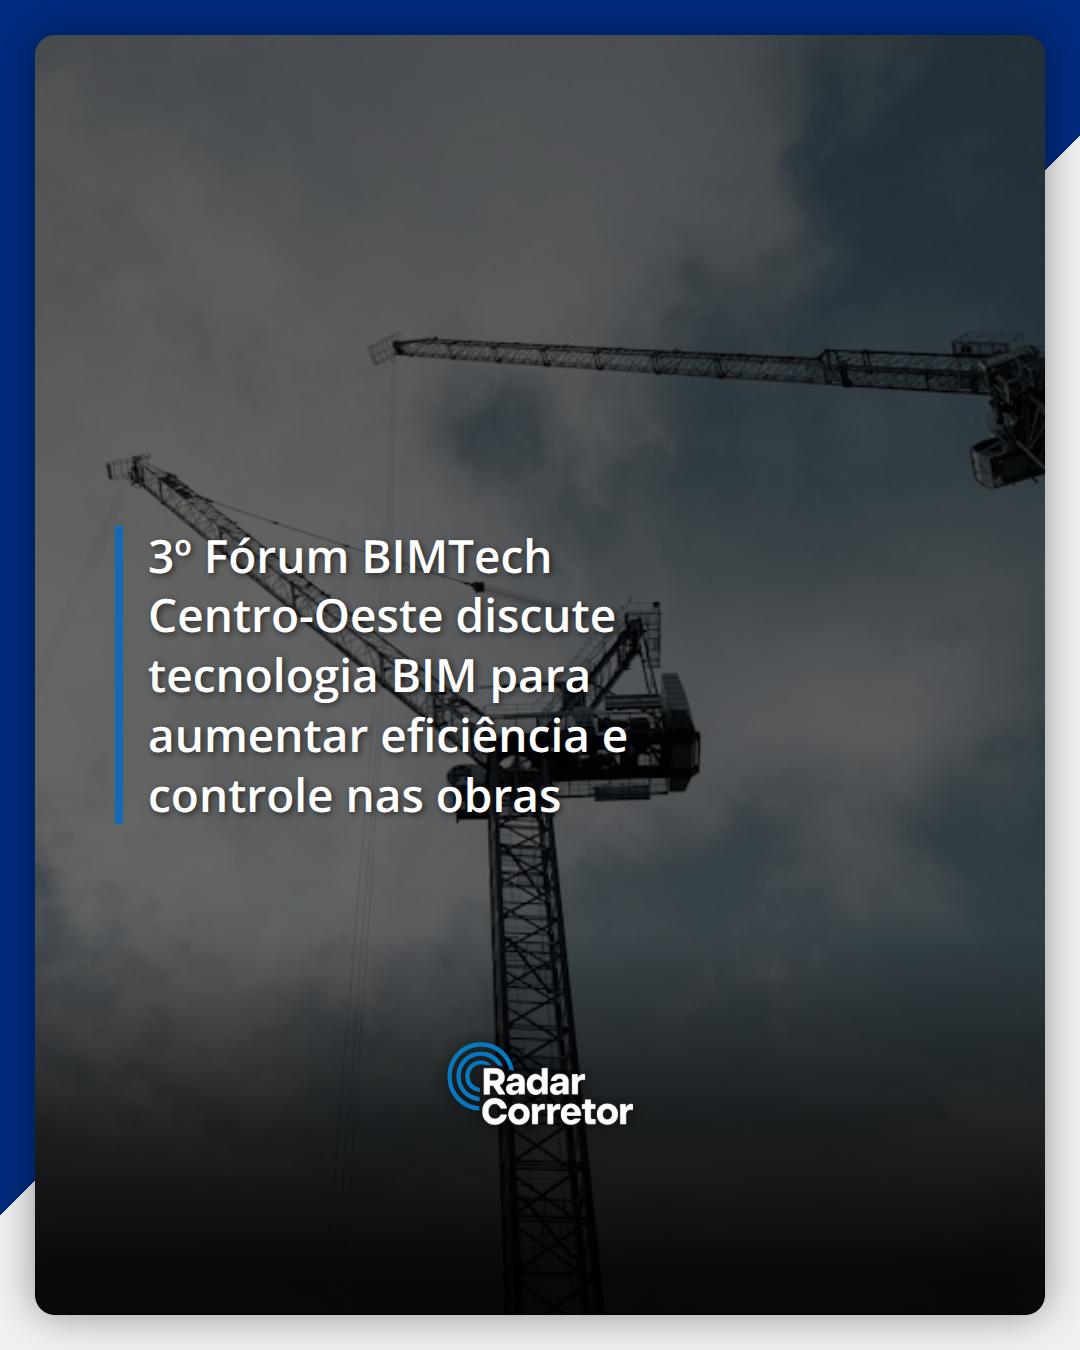 3º Fórum BIMTech
Centro-Oeste discute
tecnologia BIM para
aumentar eficiência e
controle nas obras
Radar
Corretor